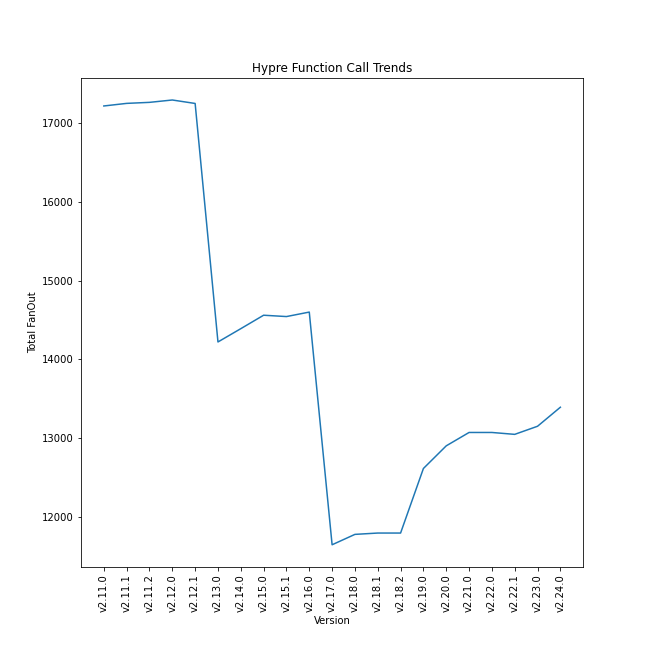 Hypre Function Call Trends
Total FanOut
17000
16000
15000
14000
13000
12000
v2.11.0
v2.11.1
v2.11.2
v2.12.0
v2.12.1
v2.13.0
v2.14.0
v2.15.0
v2.15.1
v2.16.0
v2.17.0
v2.18.0
v2.18.1
v2.18.2
v2.19.0
v2.20.0
v2.21.0
v2.22.0
v2.22.1
v2.23.0
v2.24.0
Version